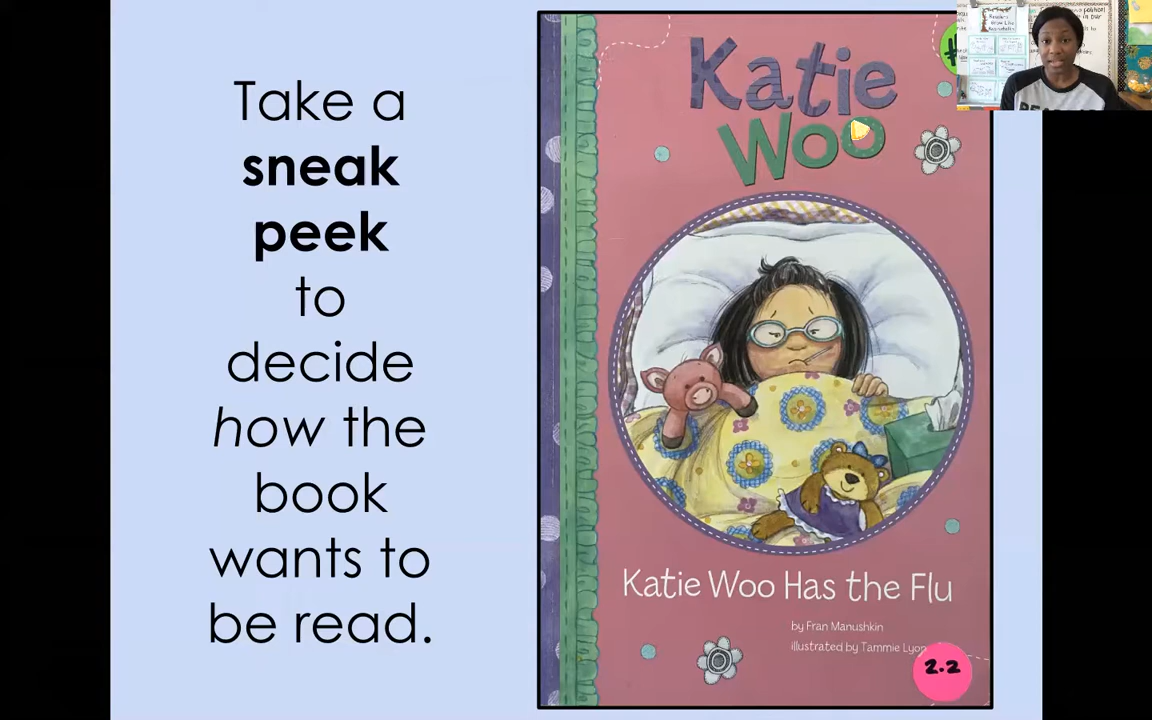 Take a
sneak
peek
to
decide
how the
book
wants to
be read.
Katie
Woo
Katie Woo Has the Flu
by Fran Manushkin
illustrated by Tammie Lyon
2.2